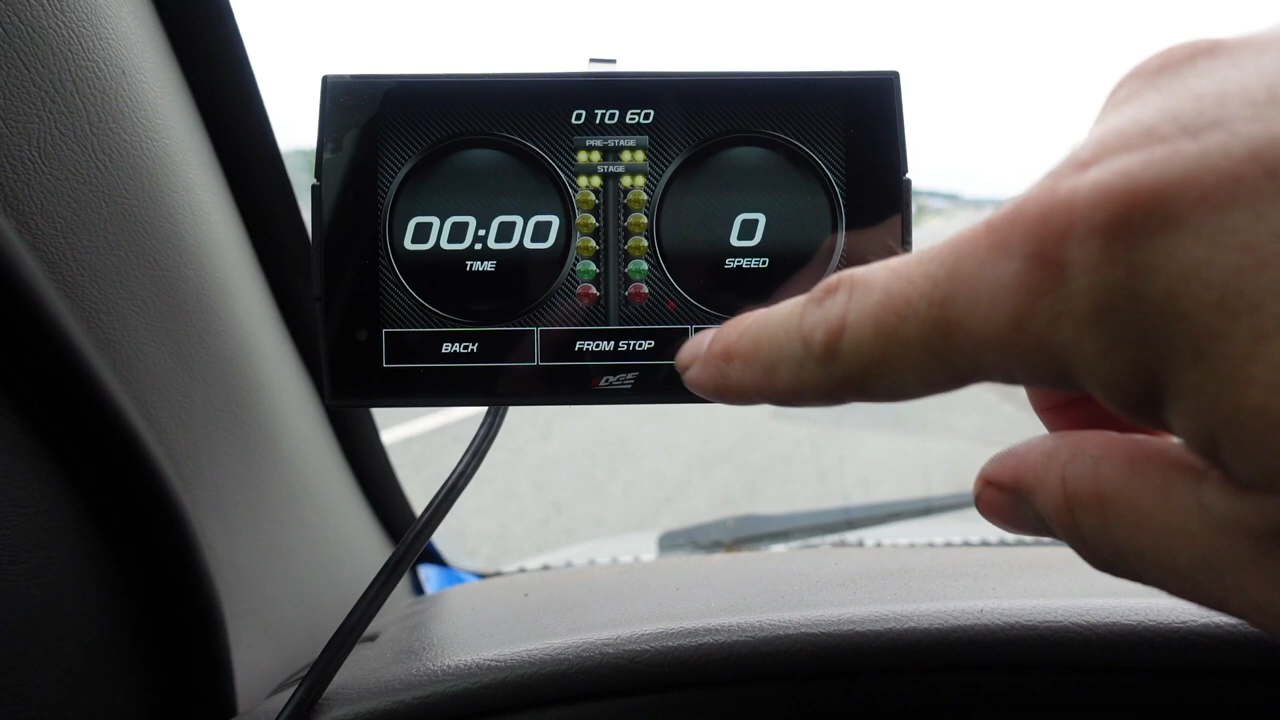 0 TO 60
PRE-STAGE
STAGE
00:00
TIME
0
SPEED
BACK
FROM STOP
EDGE